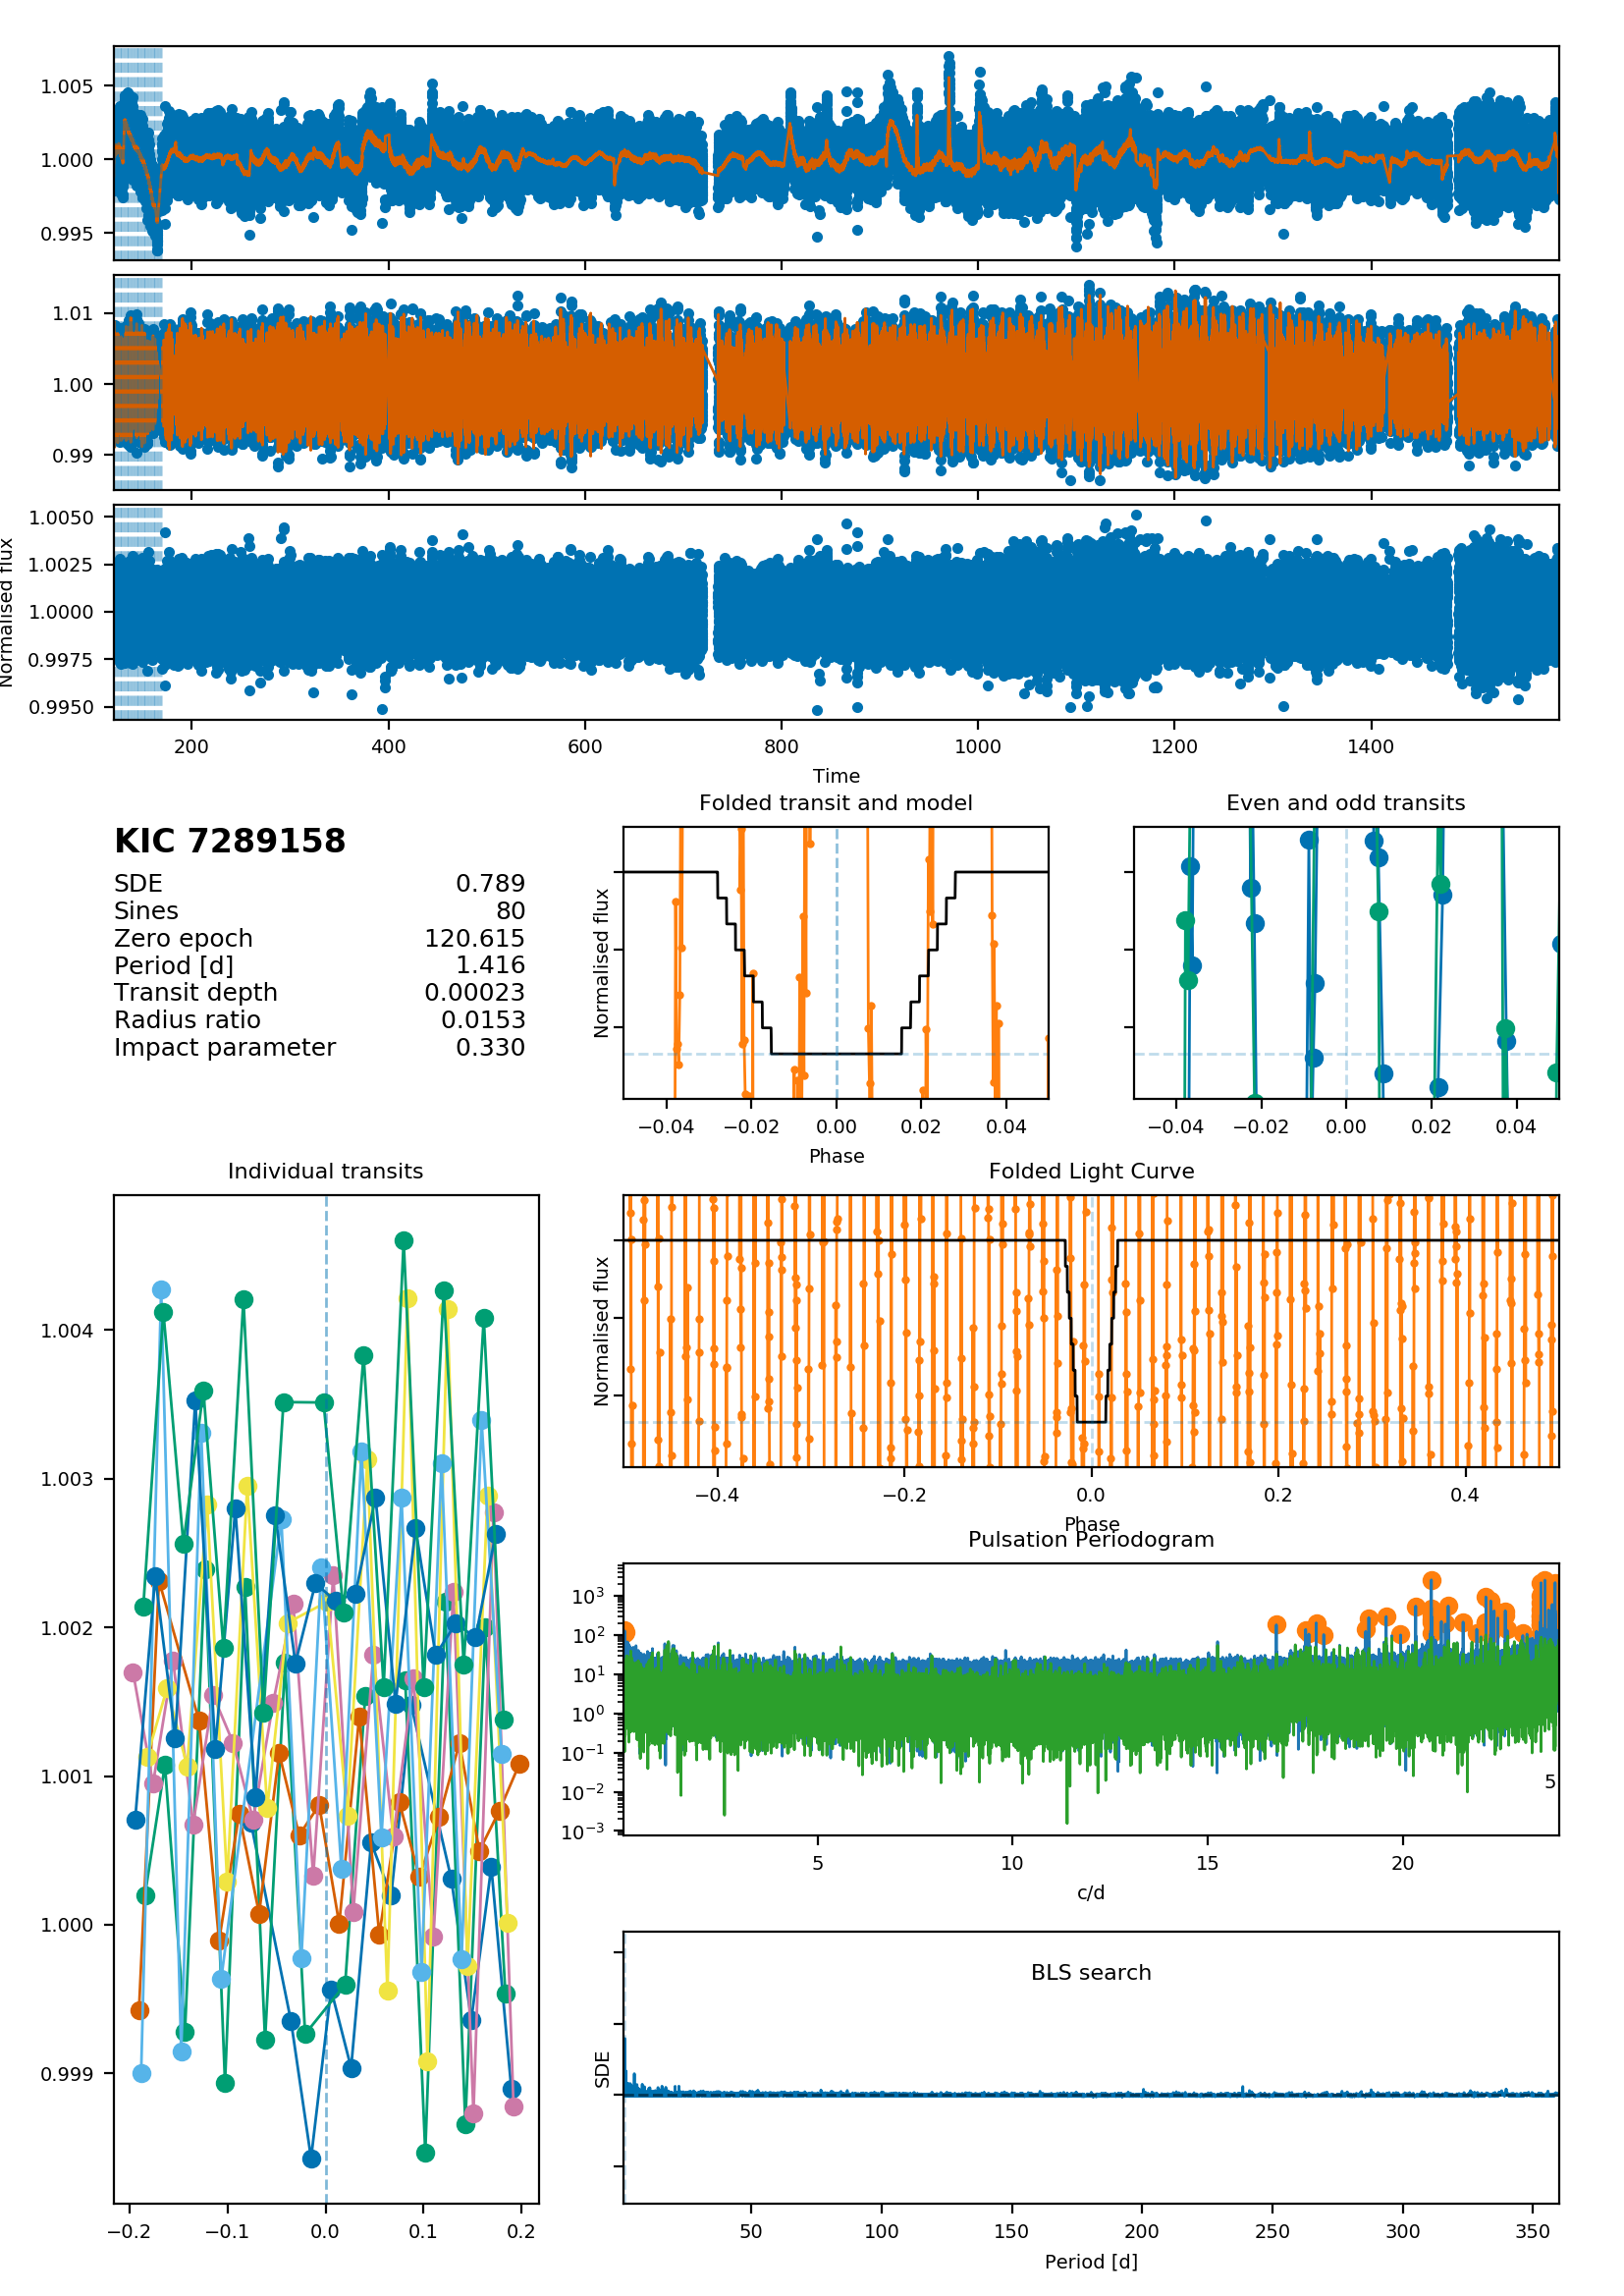 1.005
1.000
0.995
1.01
1.00
0.99
1.0050
1.0025
1.0000
0.9975
0.9950
Normalised flux
200 400 600 800 1000 1200 1400
Time
KIC 7289158
SDE 0.789
Sines 80
Zero epoch 120.615
Period [d] 1.416
Transit depth 0.00023
Radius ratio 0.0153
Impact parameter 0.330
Folded transit and model
Normalised flux
−0.04 −0.02 0.00 0.02 0.04
Phase
Even and odd transits
−0.04 −0.02 0.00 0.02 0.04
Individual transits
1.004
1.003
1.002
1.001
1.000
0.999
−0.2 −0.1 0.0 0.1 0.2
Folded Light Curve
Normalised flux
−0.4 −0.2 0.0 0.2 0.4
Phase
Pulsation Periodogram
10³
10²
10¹
10⁰
10⁻¹
10⁻²
10⁻³
5
5 10 15 20
c/d
BLS search
SDE
50 100 150 200 250 300 350
Period [d]